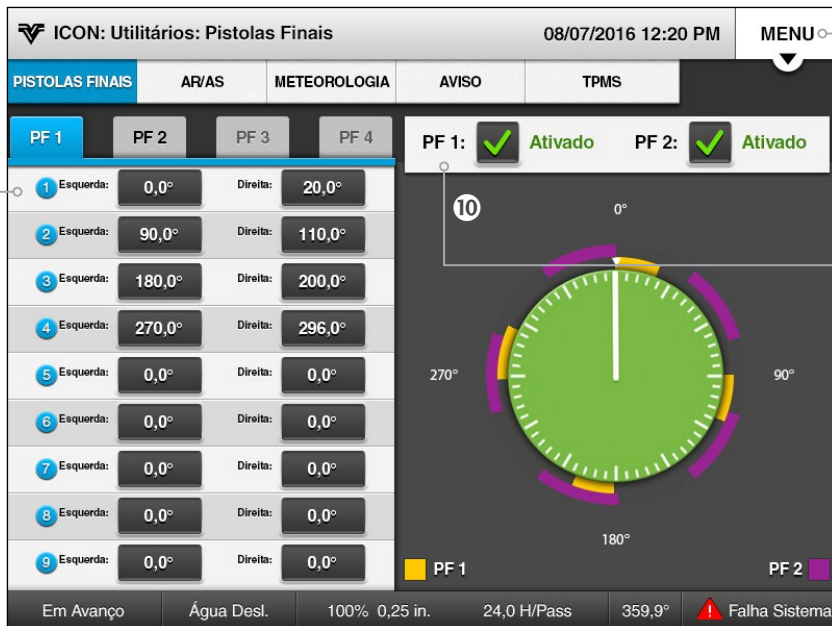 ICON: Utilitários: Pistolas Finais 08/07/2016 12:20 PM MENU
PISTOLAS FINAIS AR/AS METEOROLOGIA AVISO TPMS
PF 1 PF 2 PF 3 PF 4
PF 1: Ativado PF 2: Ativado
1 Esquerda: 0,0° Direita: 20,0°
2 Esquerda: 90,0° Direita: 110,0°
3 Esquerda: 180,0° Direita: 200,0°
4 Esquerda: 270,0° Direita: 296,0°
5 Esquerda: 0,0° Direita: 0,0°
6 Esquerda: 0,0° Direita: 0,0°
7 Esquerda: 0,0° Direita: 0,0°
8 Esquerda: 0,0° Direita: 0,0°
9 Esquerda: 0,0° Direita: 0,0°
10
0°
270° 90°
180°
PF 1 PF 2
Em Avanço Água Desl. 100% 0,25 in. 24,0 H/Pass 359,9° Falha Sistema